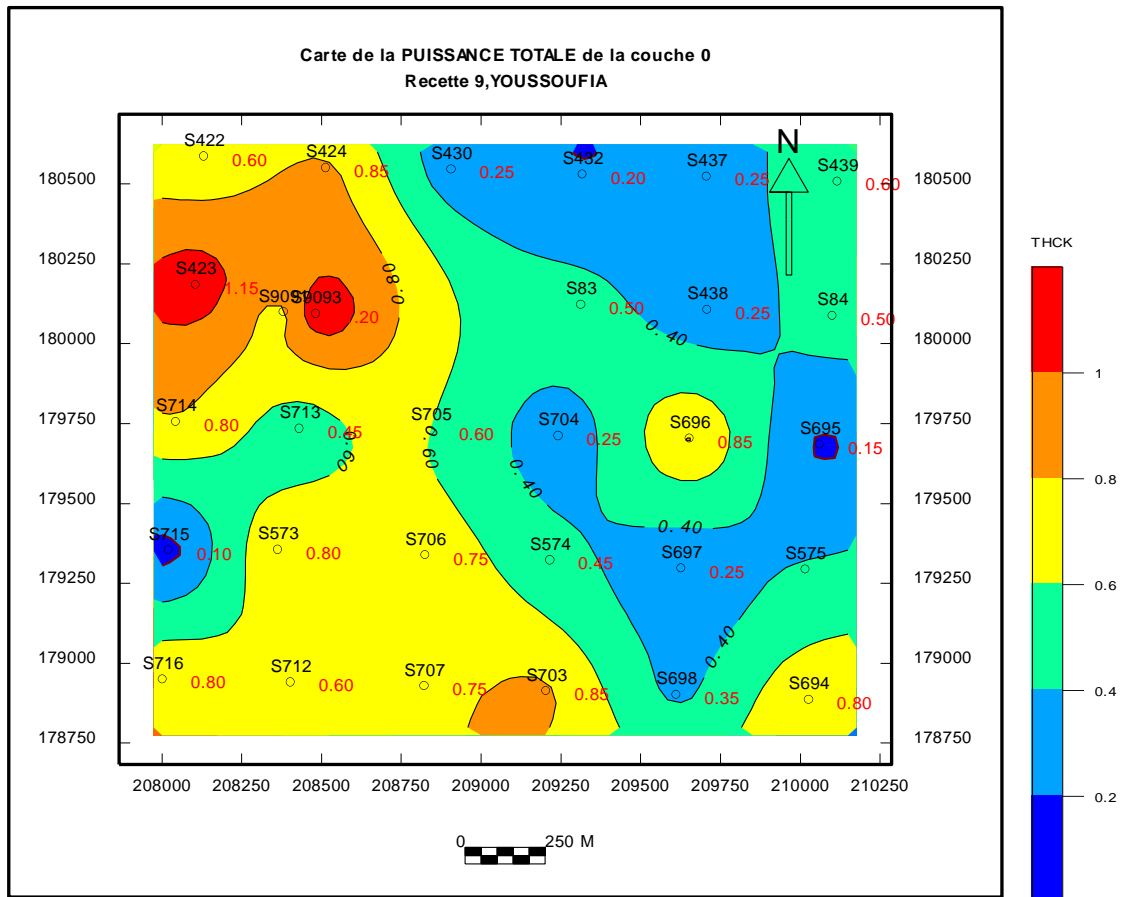 Carte de la PUISSANCE TOTALE de la couche 0
Recette 9,YOUSSOUFIA
N
S422 0.60
S424 0.85
S430 0.25
S432 0.20
S437 0.25
S439 0.60
180500 180500
180250 180250
THCK
S423 1.15
S9093 .20
0.80
S83 0.50
S438 0.25
S84 0.50
0.40
180000 180000
1
S714 0.80
S713 0.45
S705 0.60
S704 0.25
S696 0.85
S695 0.15
179750 179750
0.60
0.60
0.40
0.8
179500 179500
0.40
S715 0.10
S573 0.80
S706 0.75
S574 0.45
S697 0.25
S575
179250 179250
0.6
0.40
179000 179000
S716 0.80
S712 0.60
S707 0.75
S703 0.85
S698 0.35
S694 0.80
0.4
178750 178750
208000 208250 208500 208750 209000 209250 209500 209750 210000 210250
0.2
0 250 M